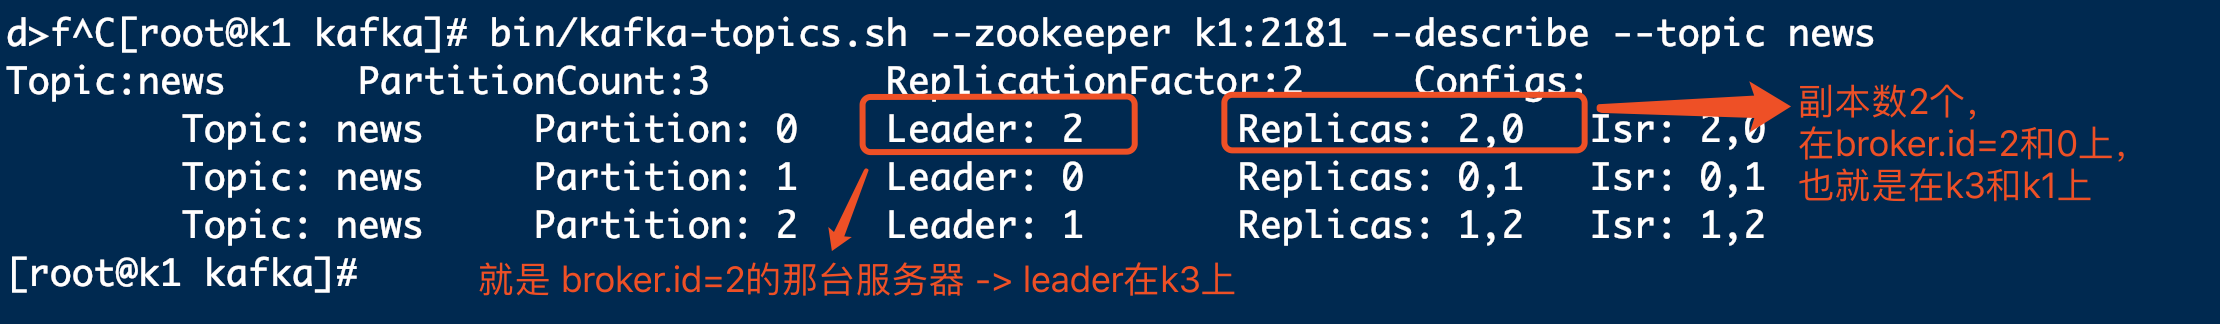 d>f^C[root@k1 kafka]# bin/kafka-topics.sh --zookeeper k1:2181 --describe --topic news
Topic:news PartitionCount:3 ReplicationFactor:2 Configs:
Topic: news Partition: 0 Leader: 2 Replicas: 2,0 Isr: 2,0
Topic: news Partition: 1 Leader: 0 Replicas: 0,1 Isr: 0,1
Topic: news Partition: 2 Leader: 1 Replicas: 1,2 Isr: 1,2
[root@k1 kafka]#
副本数2个，
在broker.id=2和0上，
也就是在k3和k1上
就是 broker.id=2的那台服务器 -> leader在k3上